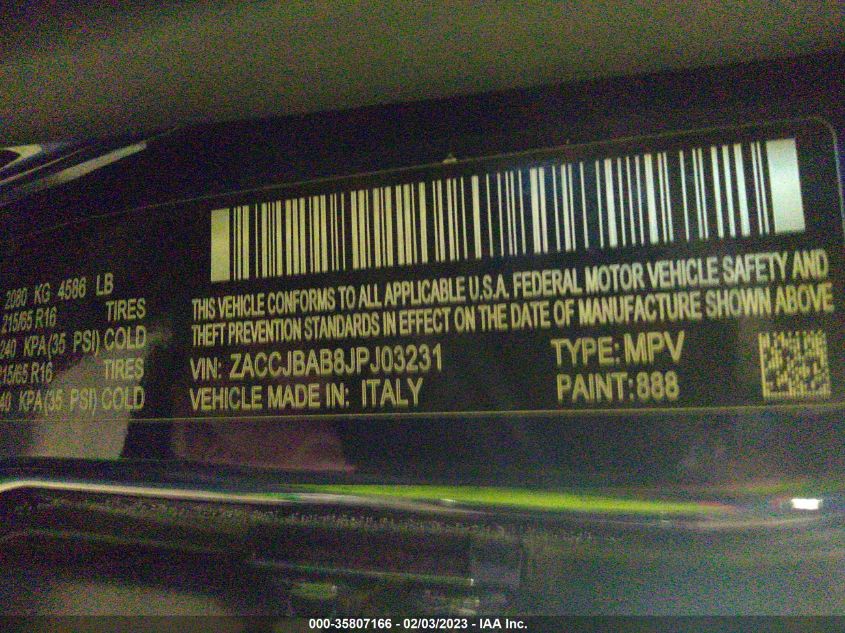 2080 KG 4586 LB
215/65 R16 TIRES
240 KPA(35 PSI) COLD
215/65 R16 TIRES
40 KPA(35 PSI) COLD
THIS VEHICLE CONFORMS TO ALL APPLICABLE U.S.A. FEDERAL MOTOR VEHICLE SAFETY AND
THEFT PREVENTION STANDARDS IN EFFECT ON THE DATE OF MANUFACTURE SHOWN ABOVE
VIN: ZACCJBAB8JPJ03231 TYPE: MPV
VEHICLE MADE IN: ITALY PAINT: 888
000-35807166 - 02/03/2023 - IAA Inc.